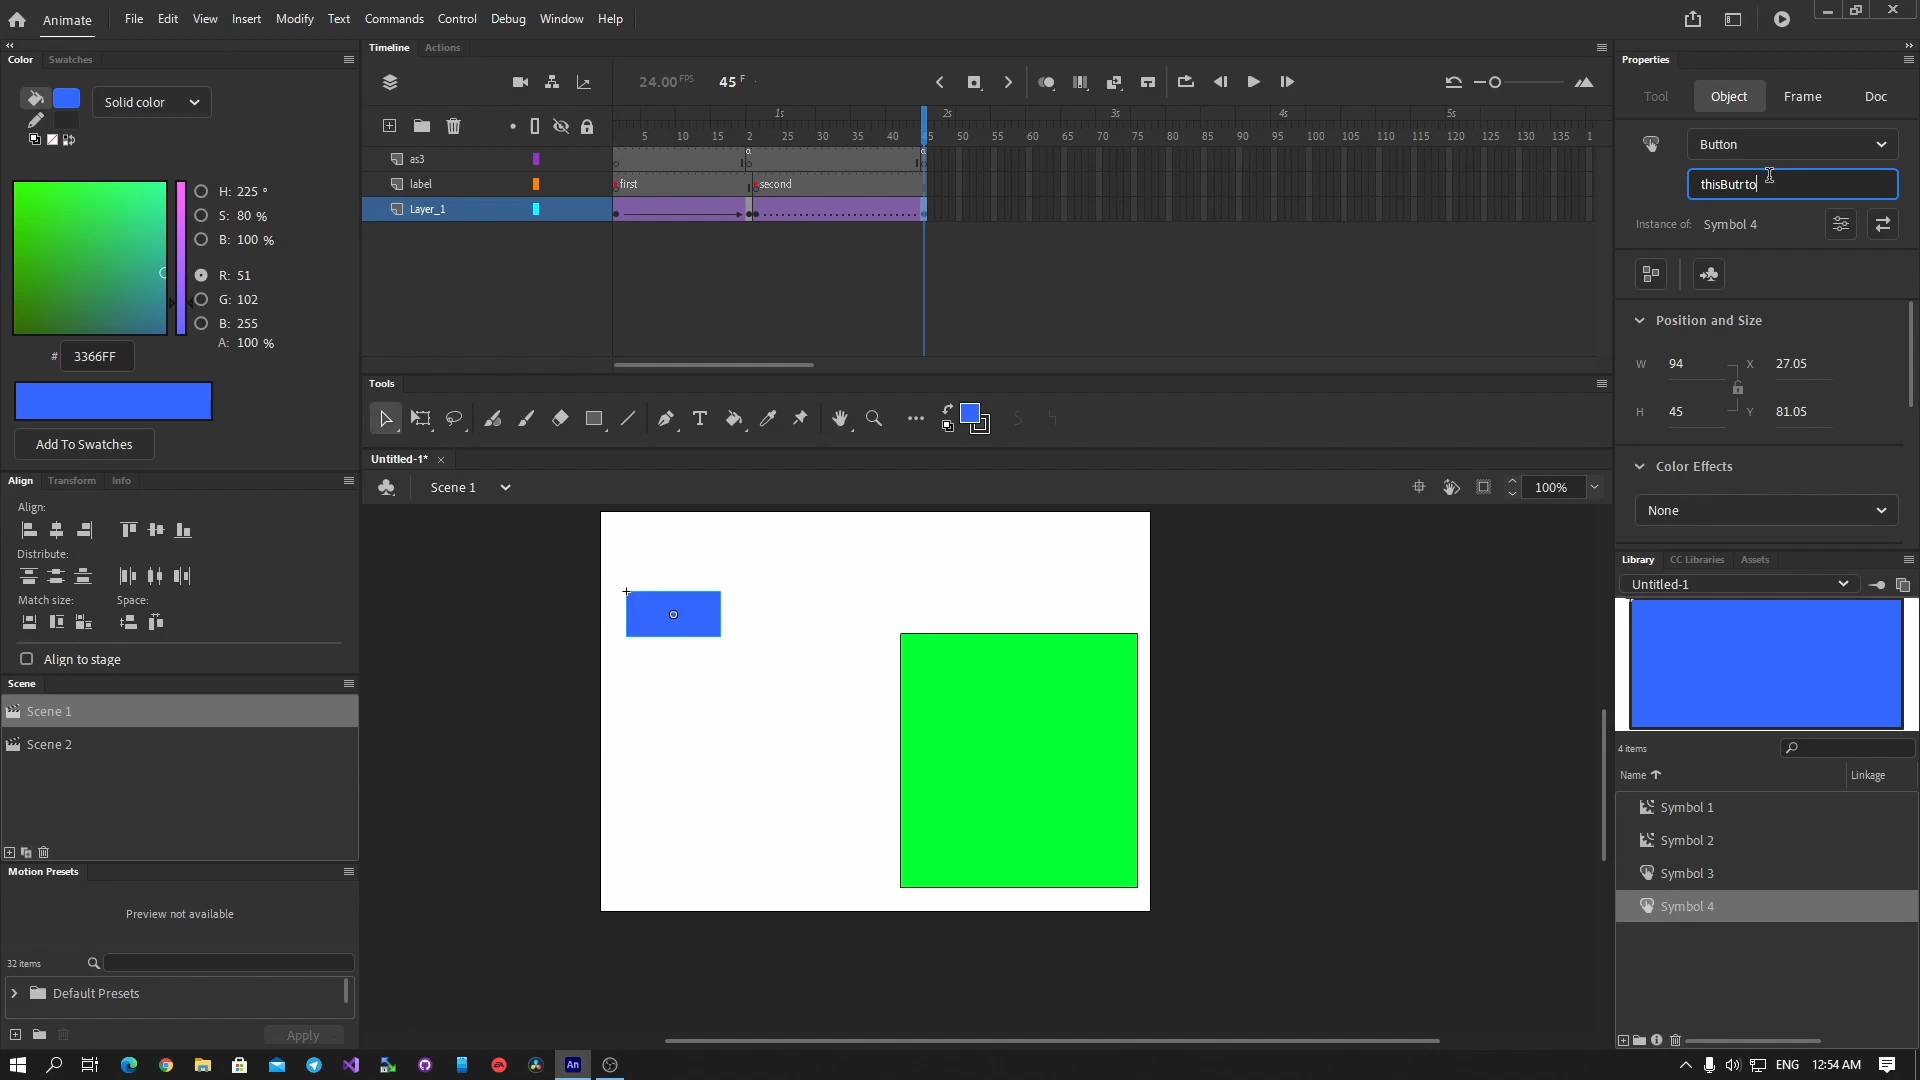 Animate File Edit View Insert Modify Text Commands Control Debug Window Help
Color Swatches
Solid color
H: 225 °
S: 80 %
B: 100 %
R: 51
G: 102
B: 255
A: 100 %
# 3366FF
Add To Swatches
Align Transform Info
Align:
Distribute:
Match size: Space:
Align to stage
Scene
Scene 1
Scene 2
Motion Presets
Preview not available
32 items
Default Presets
Apply
Timeline Actions
24.00 FPS 45 F
1s 2s 3s 4s 5s
5 10 15 2 25 30 35 40 45 50 55 60 65 70 75 80 85 90 95 100 105 110 115 120 125 130 135 1
as3 a a
label first second
Layer_1
Tools
Untitled-1*
Scene 1
100%
Properties
Tool Object Frame Doc
Button
thisButrto
Instance of: Symbol 4
Position and Size
W 94 X 27.05
H 45 Y 81.05
Color Effects
None
Library CC Libraries Assets
Untitled-1
4 items
Name Linkage
Symbol 1
Symbol 2
Symbol 3
Symbol 4
An ENG 12:54 AM